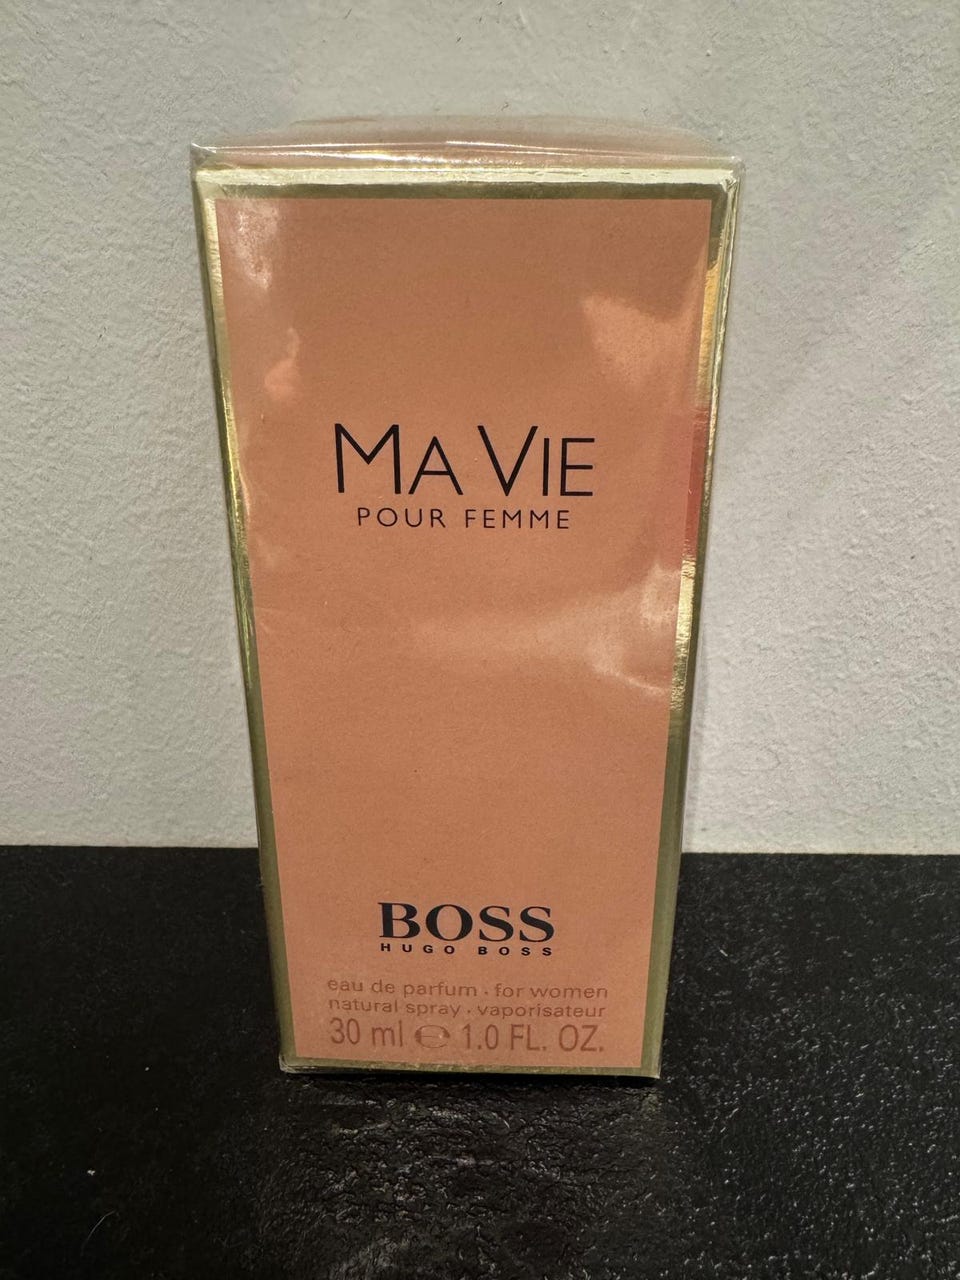 MA VIE
POUR FEMME
BOSS
HUGO BOSS
eau de parfum · for women
natural spray · vaporisateur
30 ml ℮ 1.0 FL. OZ.